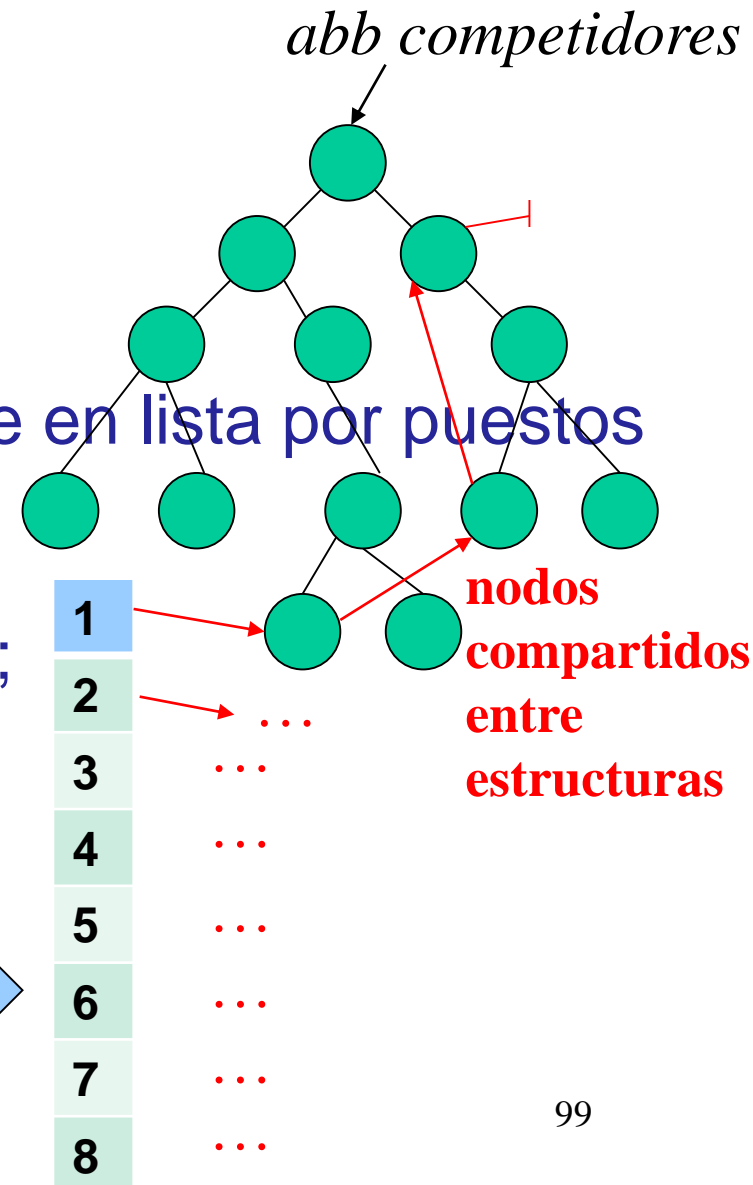 abb competidores
e en lista por puestos
nodos
compartidos
entre
estructuras
;
1
2 ...
3 ...
4 ...
5 ...
6 ...
7 ...
8 ...
99